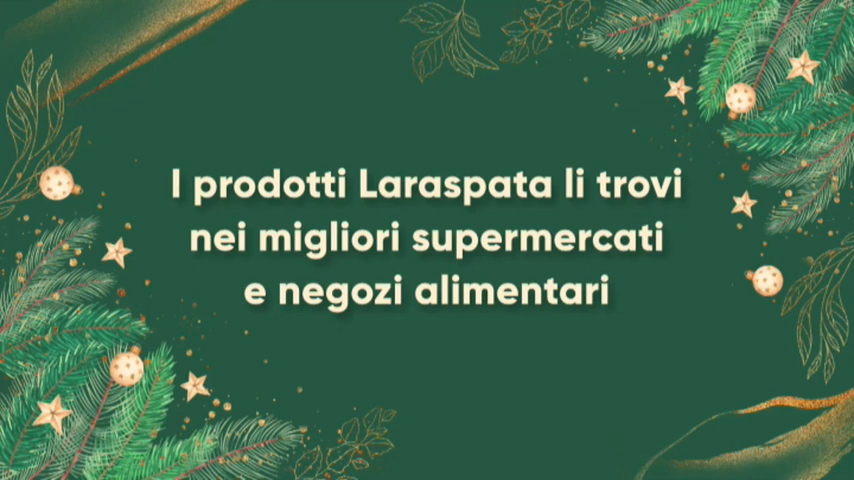 I prodotti Laraspata li trovi
nei migliori supermercati
e negozi alimentari